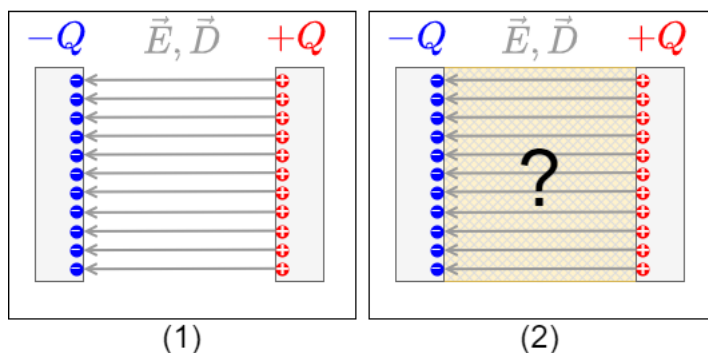 −Q E⃗, D⃗ +Q
−Q E⃗, D⃗ +Q
?
(1)
(2)